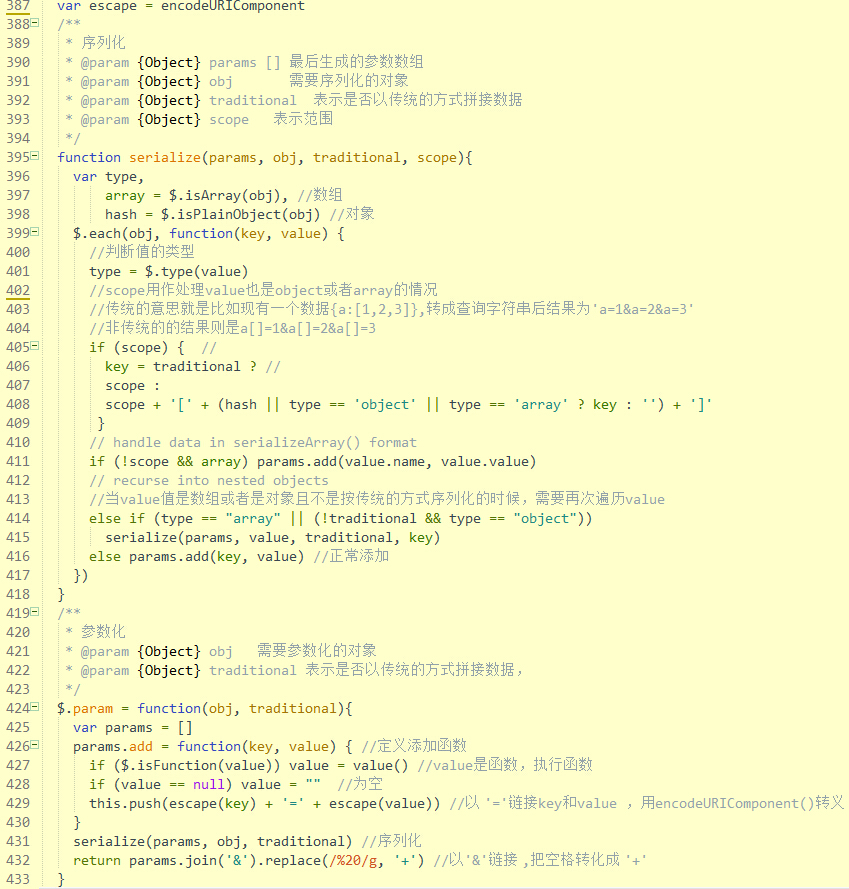 387 var escape = encodeURIComponent
388 /**
389  * 序列化
390  * @param {Object} params [] 最后生成的参数数组
391  * @param {Object} obj       需要序列化的对象
392  * @param {Object} traditional  表示是否以传统的方式拼接数据
393  * @param {Object} scope   表示范围
394  */
395 function serialize(params, obj, traditional, scope){
396   var type,
397       array = $.isArray(obj), //数组
398       hash = $.isPlainObject(obj) //对象
399   $.each(obj, function(key, value) {
400     //判断值的类型
401     type = $.type(value)
402     //scope用作处理value也是object或者array的情况
403     //传统的意思就是比如现有一个数据{a:[1,2,3]},转成查询字符串后结果为'a=1&a=2&a=3'
404     //非传统的的结果则是a[]=1&a[]=2&a[]=3
405     if (scope) {  //
406       key = traditional ? //
407       scope :
408       scope + '[' + (hash || type == 'object' || type == 'array' ? key : '') + ']'
409      }
410     // handle data in serializeArray() format
411     if (!scope && array) params.add(value.name, value.value)
412     // recurse into nested objects
413     //当value值是数组或者是对象且不是按传统的方式序列化的时候，需要再次遍历value
414     else if (type == "array" || (!traditional && type == "object"))
415       serialize(params, value, traditional, key)
416     else params.add(key, value) //正常添加
417   })
418 }
419 /**
420  * 参数化
421  * @param {Object} obj   需要参数化的对象
422  * @param {Object} traditional 表示是否以传统的方式拼接数据，
423  */
424 $.param = function(obj, traditional){
425   var params = []
426   params.add = function(key, value) { //定义添加函数
427     if ($.isFunction(value)) value = value() //value是函数，执行函数
428     if (value == null) value = ""  //为空
429     this.push(escape(key) + '=' + escape(value)) //以 '='链接key和value ，用encodeURIComponent()转义
430   }
431   serialize(params, obj, traditional) //序列化
432   return params.join('&').replace(/%20/g, '+') //以'&'链接 ,把空格转化成 '+'
433 }